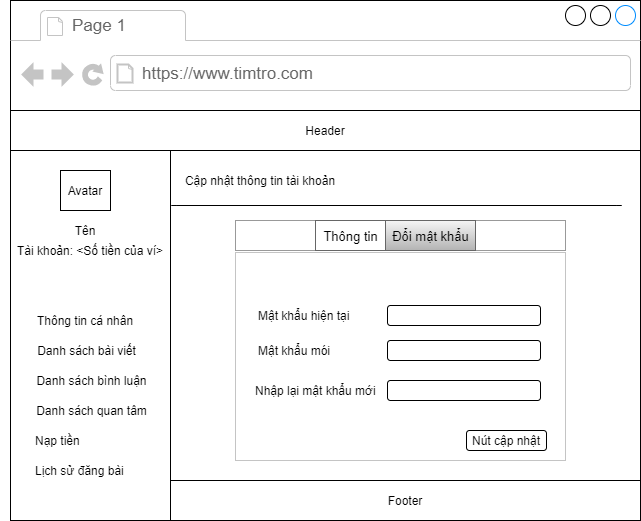 Page 1
https://www.timtro.com
Header
Avatar
Tên
Tài khoản: <Số tiền của ví>
Thông tin cá nhân
Danh sách bài viết
Danh sách bình luận
Danh sách quan tâm
Nạp tiền
Lịch sử đăng bài
Cập nhật thông tin tài khoản
Thông tin
Đổi mật khẩu
Mật khẩu hiện tại
Mật khẩu mói
Nhập lại mật khẩu mới
Nút cập nhật
Footer